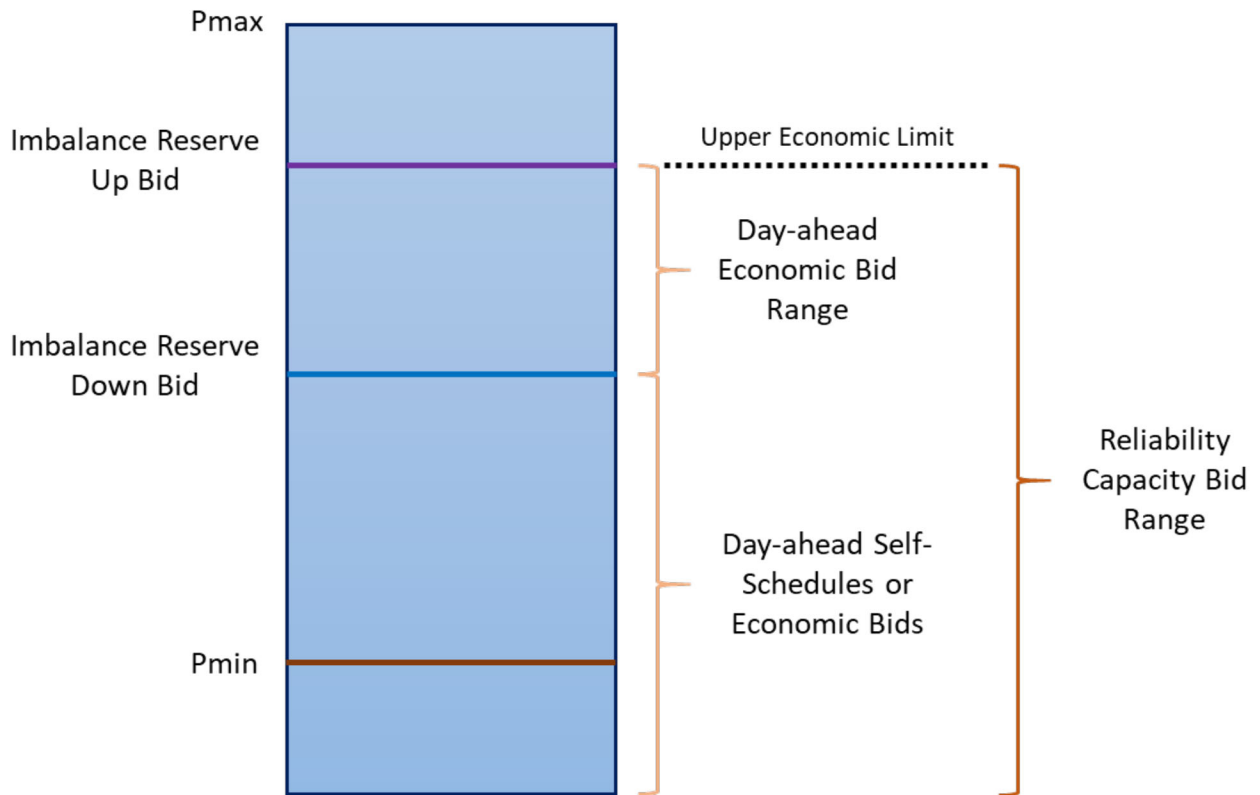 Pmax
Imbalance Reserve
Up Bid
Upper Economic Limit
Day-ahead
Economic Bid
Range
Imbalance Reserve
Down Bid
Reliability
Capacity Bid
Range
Day-ahead Self-
Schedules or
Economic Bids
Pmin